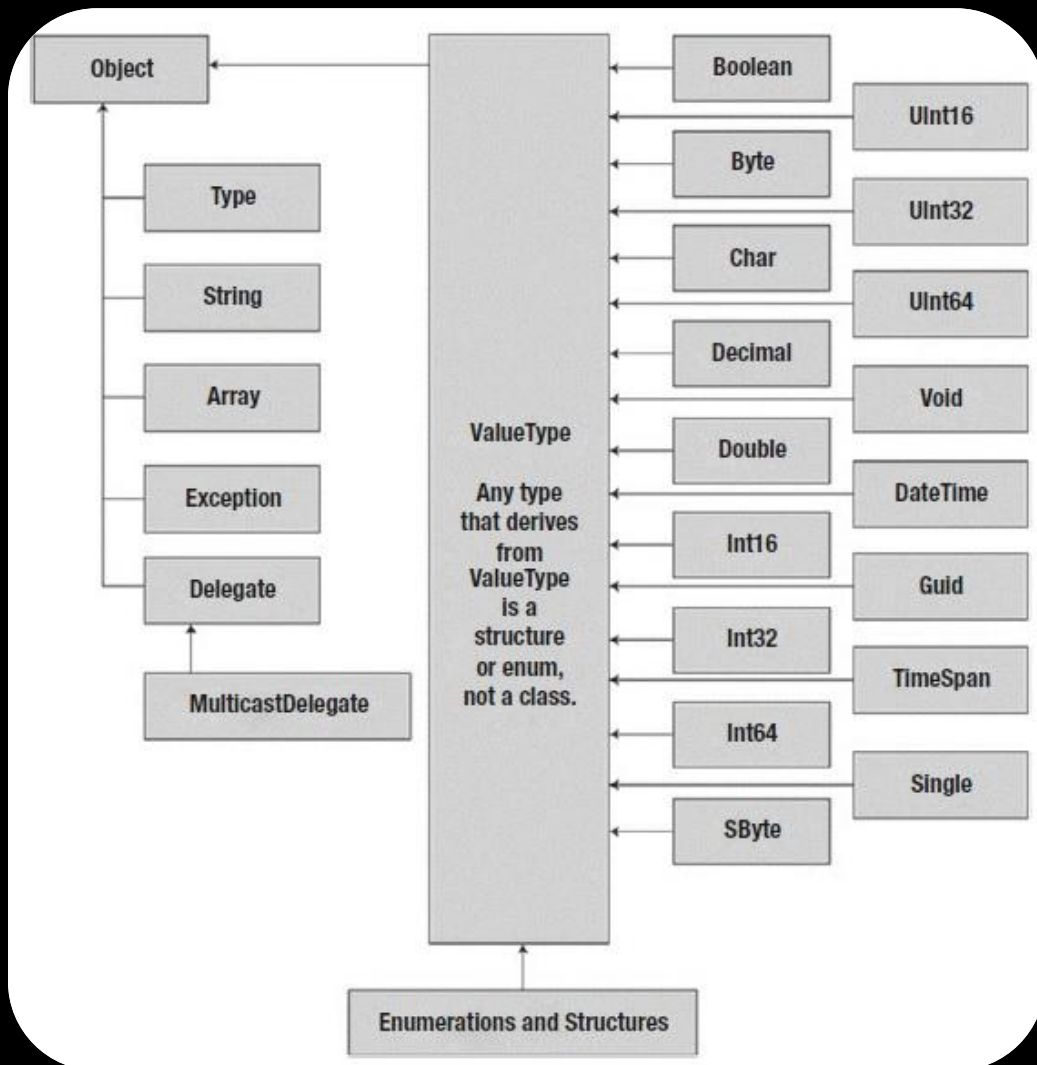 Object
Type
String
Array
Exception
Delegate
MulticastDelegate
ValueType
Any type
that derives
from
ValueType
is a
structure
or enum,
not a class.
Boolean
UInt16
Byte
UInt32
Char
UInt64
Decimal
Void
Double
DateTime
Int16
Guid
Int32
TimeSpan
Int64
Single
SByte
Enumerations and Structures